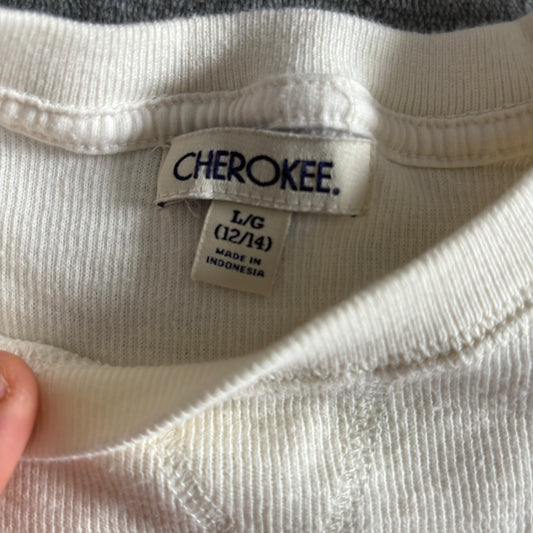 CHEROKEE.
L/G
(12/14)
MADE IN
INDONESIA